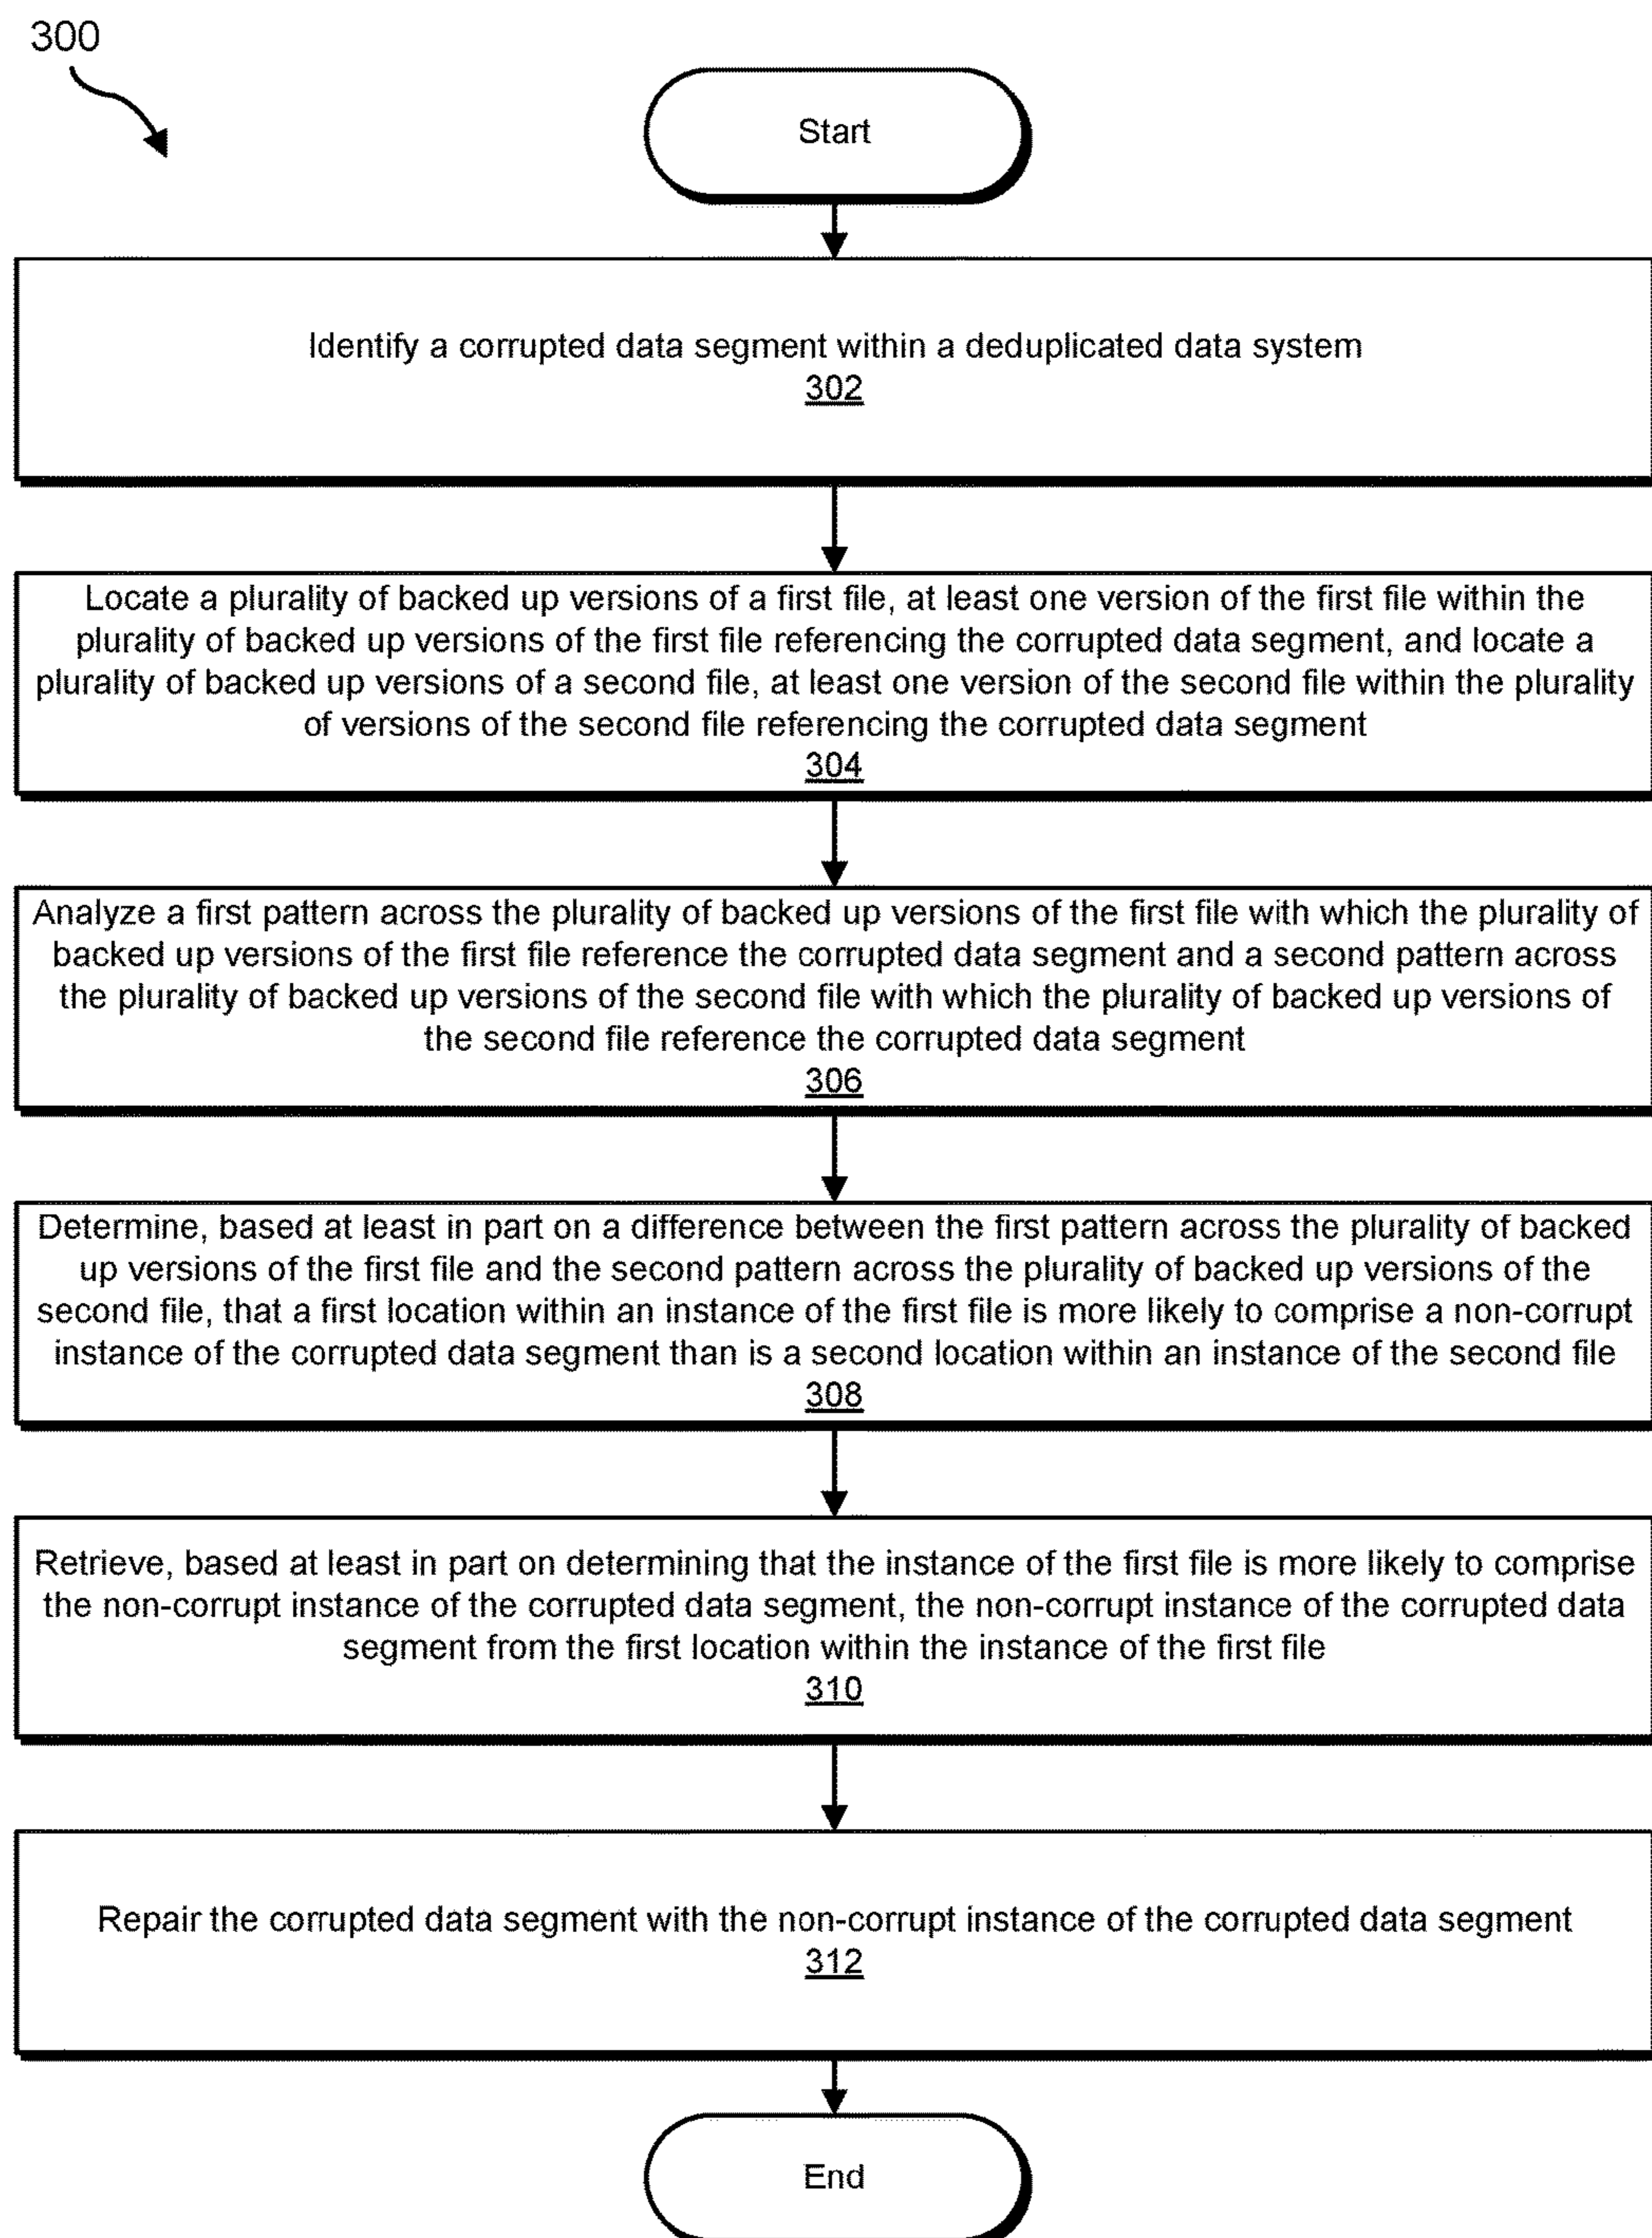 300
Start
Identify a corrupted data segment within a deduplicated data system
302
Locate a plurality of backed up versions of a first file, at least one version of the first file within the
plurality of backed up versions of the first file referencing the corrupted data segment, and locate a
plurality of backed up versions of a second file, at least one version of the second file within the plurality
of versions of the second file referencing the corrupted data segment
304
Analyze a first pattern across the plurality of backed up versions of the first file with which the plurality of
backed up versions of the first file reference the corrupted data segment and a second pattern across
the plurality of backed up versions of the second file with which the plurality of backed up versions of
the second file reference the corrupted data segment
306
Determine, based at least in part on a difference between the first pattern across the plurality of backed
up versions of the first file and the second pattern across the plurality of backed up versions of the
second file, that a first location within an instance of the first file is more likely to comprise a non-corrupt
instance of the corrupted data segment than is a second location within an instance of the second file
308
Retrieve, based at least in part on determining that the instance of the first file is more likely to comprise
the non-corrupt instance of the corrupted data segment, the non-corrupt instance of the corrupted data
segment from the first location within the instance of the first file
310
Repair the corrupted data segment with the non-corrupt instance of the corrupted data segment
312
End